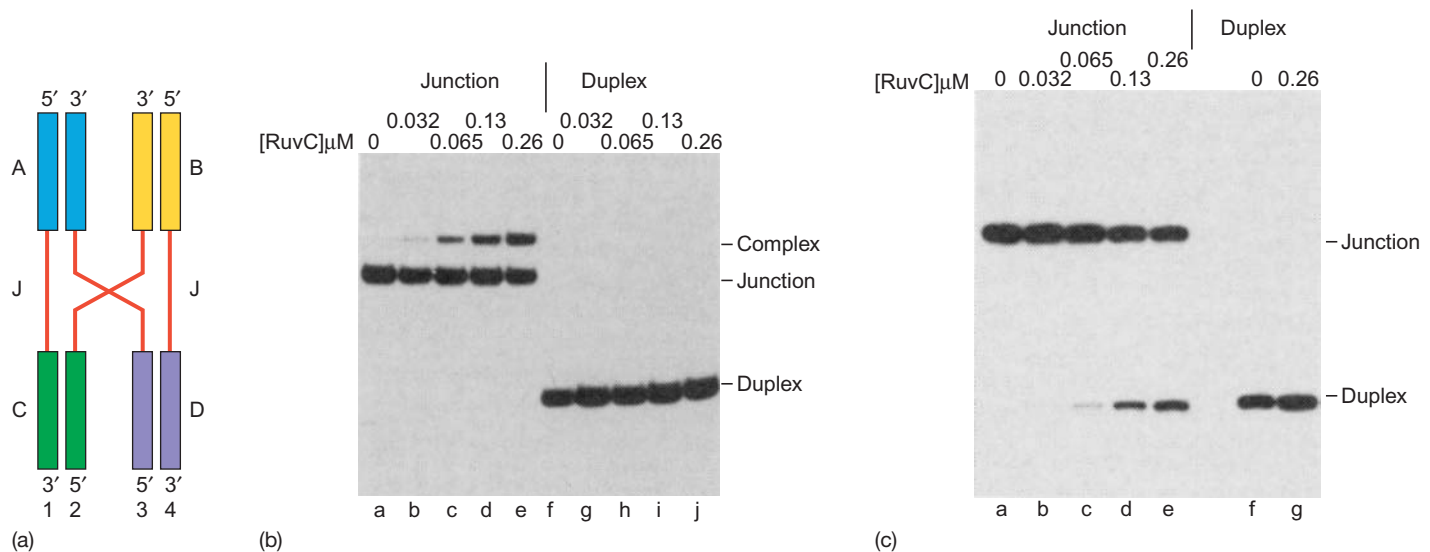 5′ 3′ 3′ 5′
A B
J J
C D
3′ 5′ 5′ 3′
1 2 3 4
(a)
Junction Duplex
0.032 0.13 0.032 0.13
[RuvC]μM 0 0.065 0.26 0 0.065 0.26
Complex
Junction
Duplex
a b c d e f g h i j
(b)
Junction Duplex
0.065 0.26
[RuvC]μM 0 0.032 0.13 0 0.26
Junction
Duplex
a b c d e f g
(c)